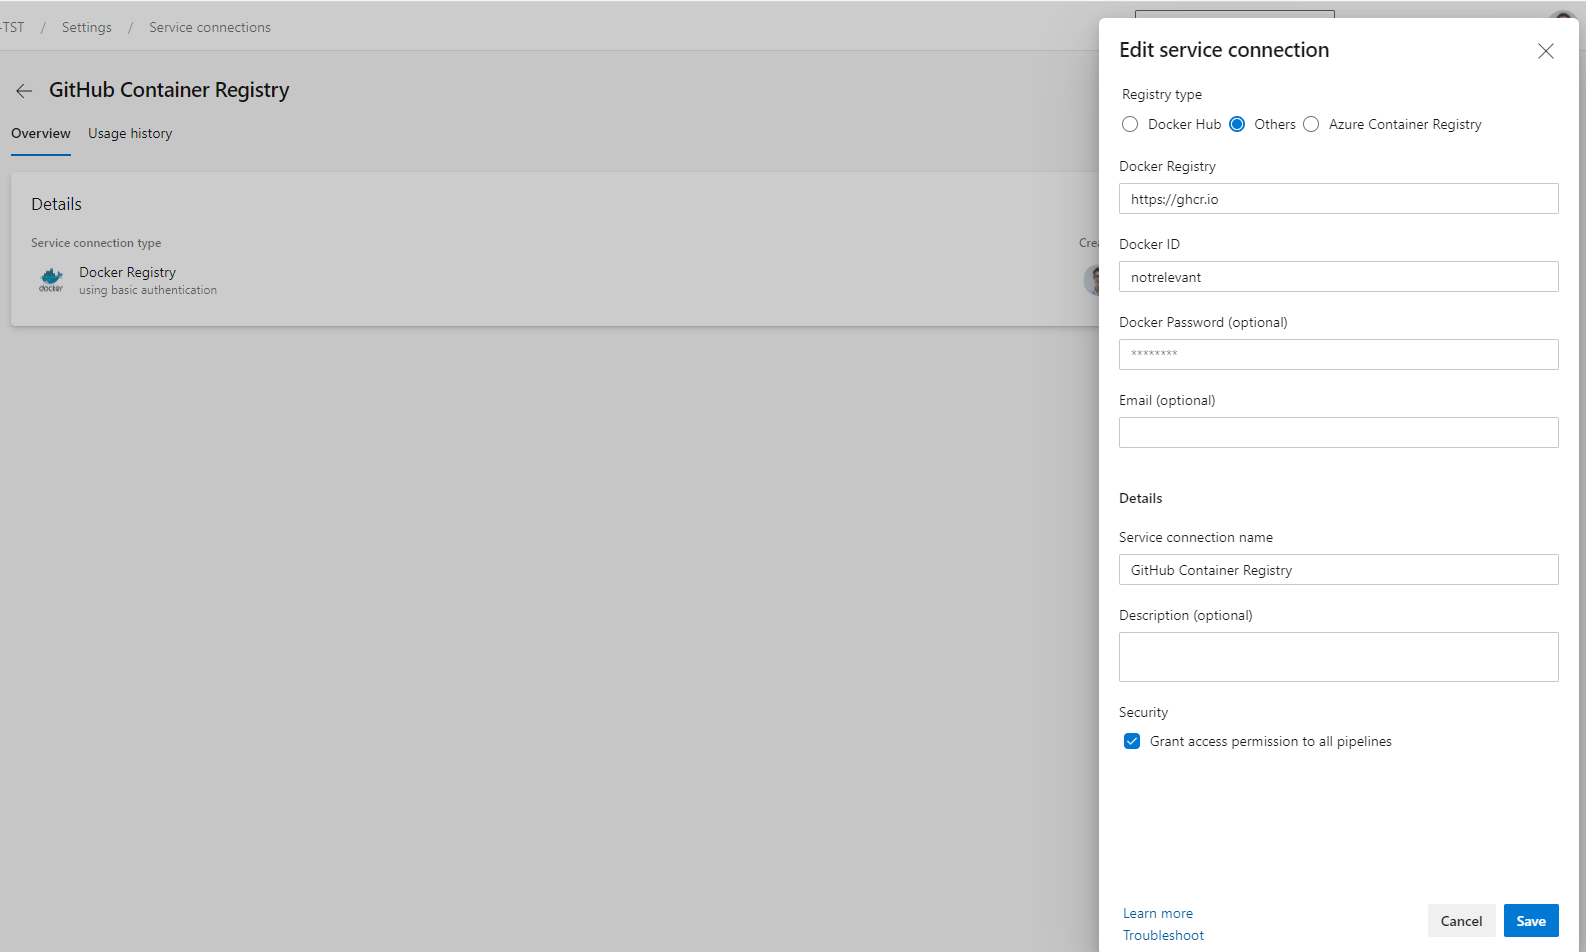 -TST / Settings / Service connections
GitHub Container Registry
Overview Usage history
Details
Service connection type
docker
Docker Registry
using basic authentication
Crea
Edit service connection
Registry type
Docker Hub Others Azure Container Registry
Docker Registry
https://ghcr.io
Docker ID
notrelevant
Docker Password (optional)
********
Email (optional)
Details
Service connection name
GitHub Container Registry
Description (optional)
Security
Grant access permission to all pipelines
Learn more
Troubleshoot
Cancel Save